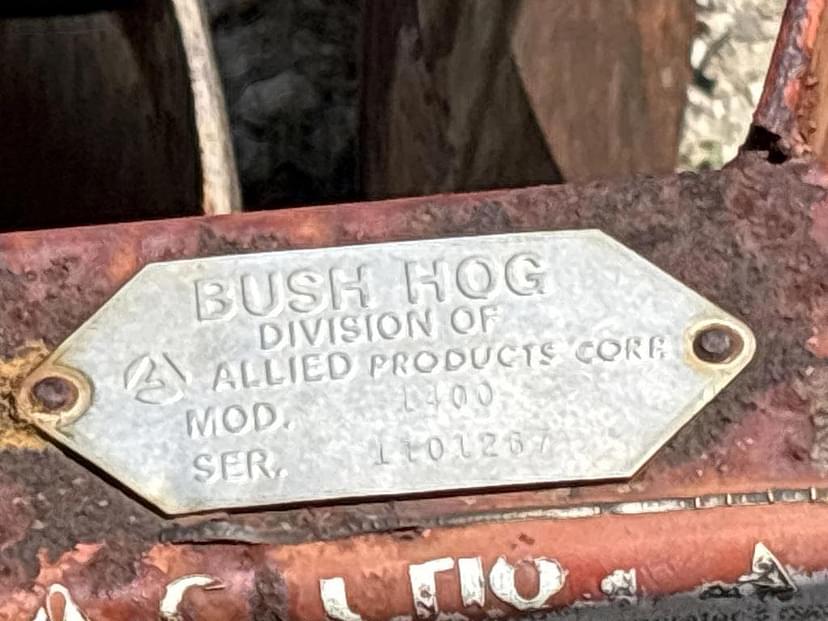 BUSH HOG
DIVISION OF
ALLIED PRODUCTS CORP.
MOD. 1400
SER. 1101267